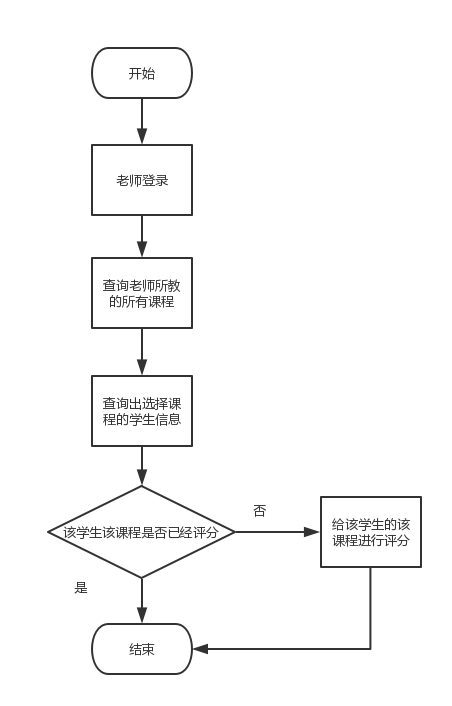 开始
老师登录
查询老师所教
的所有课程
查询出选择课
程的学生信息
该学生该课程是否已经评分
否
给该学生的该
课程进行评分
是
结束